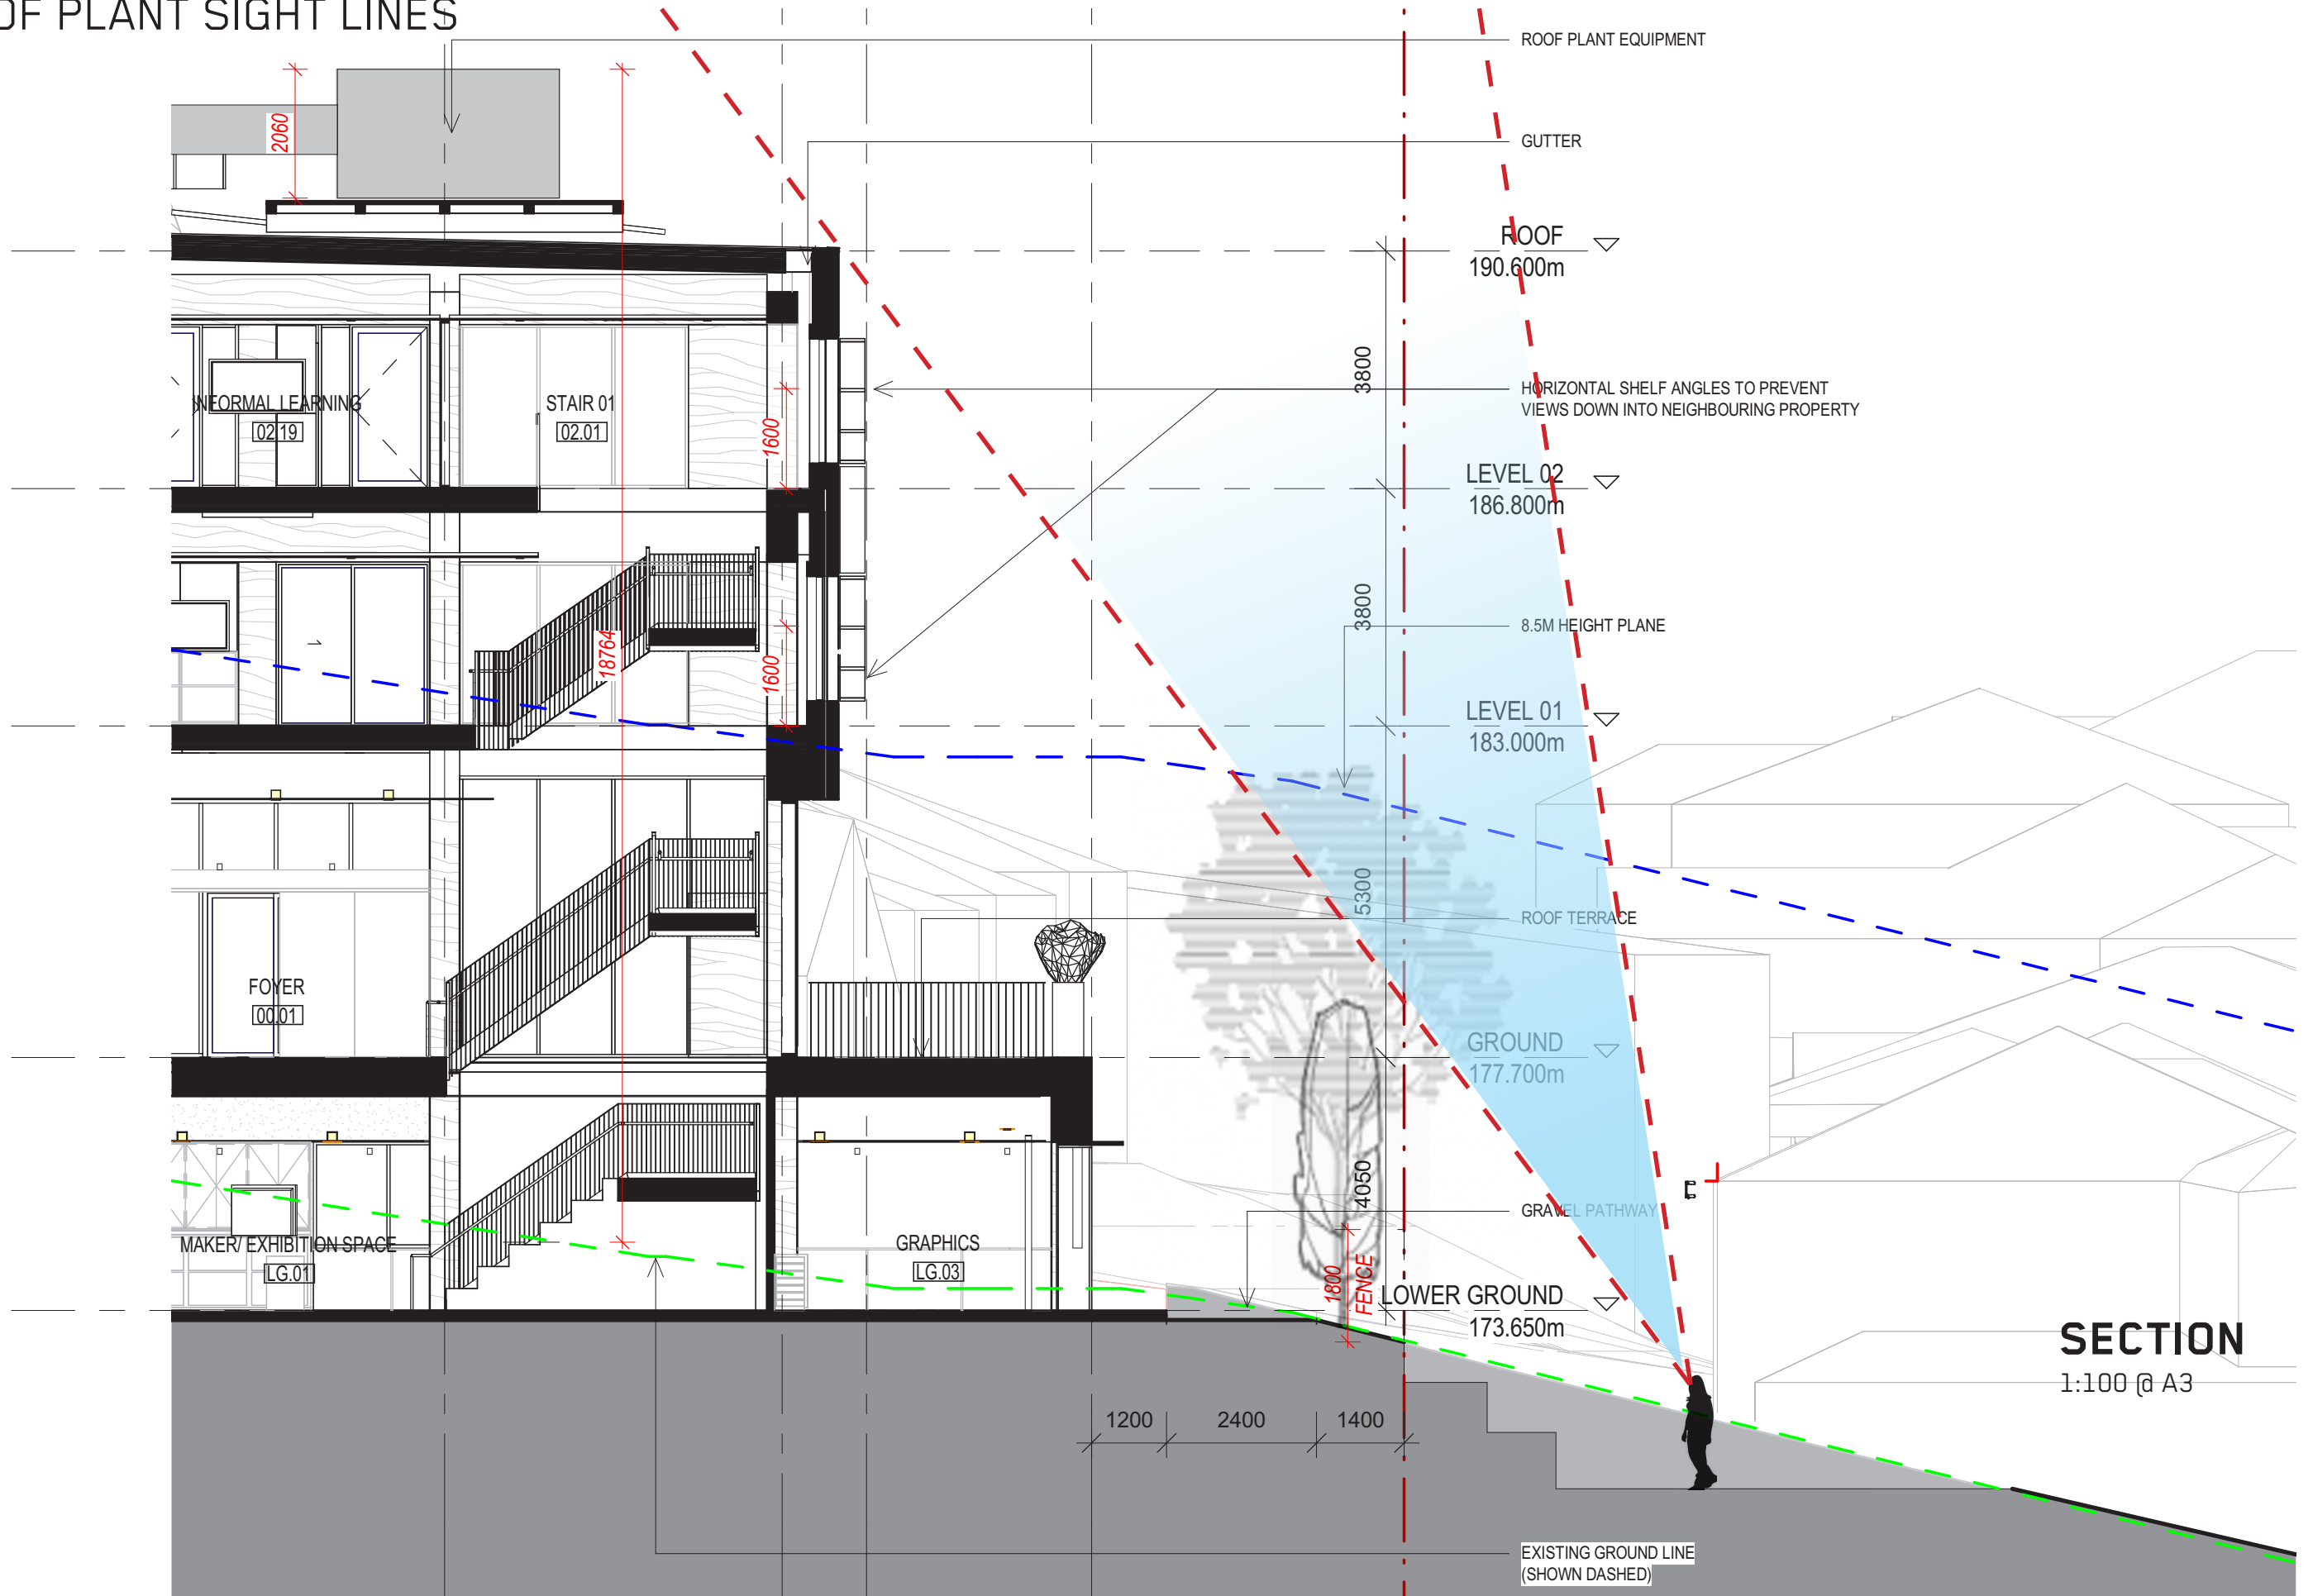 OF PLANT SIGHT LINES
ROOF PLANT EQUIPMENT
2060
GUTTER
ROOF
190.600m
3800
HORIZONTAL SHELF ANGLES TO PREVENT
VIEWS DOWN INTO NEIGHBOURING PROPERTY
INFORMAL LEARNING
02.19
STAIR 01
02.01
1600
LEVEL 02
186.800m
3800
8.5M HEIGHT PLANE
18764
1600
LEVEL 01
183.000m
5300
ROOF TERRACE
FOYER
00.01
GROUND
177.700m
4050
GRAVEL PATHWAY
MAKER/ EXHIBITION SPACE
LG.01
GRAPHICS
LG.03
1800
FENCE
LOWER GROUND
173.650m
SECTION
1:100 @ A3
1200
2400
1400
EXISTING GROUND LINE
(SHOWN DASHED)